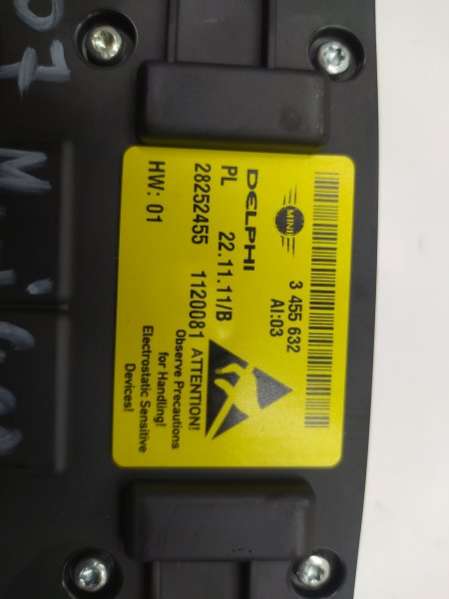 MINI
3 455 632
AI:03
DELPHI
PL 22.11.11/B
28252455 1120081
HW: 01
ATTENTION!
Observe Precautions
for Handling!
Electrostatic Sensitive
Devices!
07